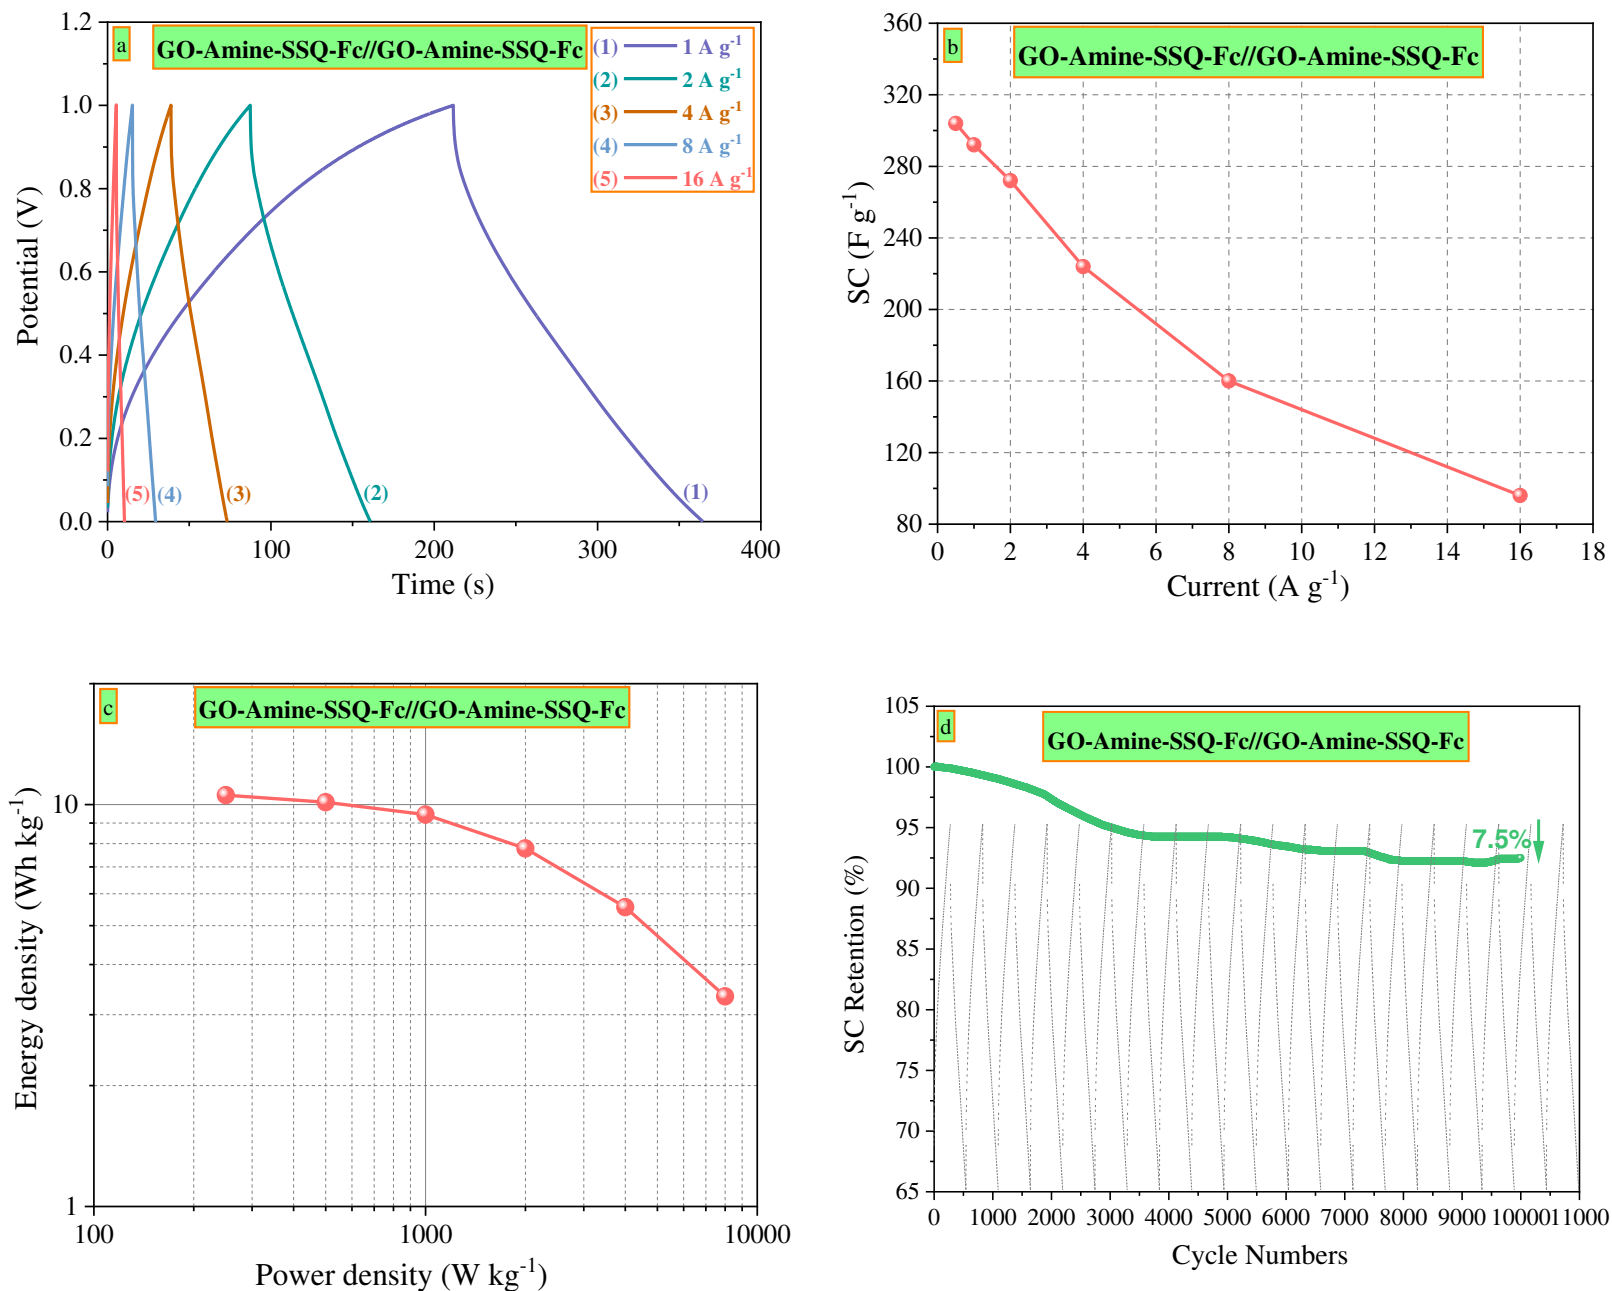 a
GO-Amine-SSQ-Fc//GO-Amine-SSQ-Fc
(1) 1 A g⁻¹
(2) 2 A g⁻¹
(3) 4 A g⁻¹
(4) 8 A g⁻¹
(5) 16 A g⁻¹
1.2
1.0
0.8
0.6
0.4
0.2
0.0
Potential (V)
(5) (4) (3) (2) (1)
0 100 200 300 400
Time (s)
b
GO-Amine-SSQ-Fc//GO-Amine-SSQ-Fc
360
320
280
240
200
160
120
80
SC (F g⁻¹)
0 2 4 6 8 10 12 14 16 18
Current (A g⁻¹)
c
GO-Amine-SSQ-Fc//GO-Amine-SSQ-Fc
10
1
Energy density (Wh kg⁻¹)
100 1000 10000
Power density (W kg⁻¹)
d
GO-Amine-SSQ-Fc//GO-Amine-SSQ-Fc
105
100
95
90
85
80
75
70
65
SC Retention (%)
7.5%
0 1000 2000 3000 4000 5000 6000 7000 8000 9000 10000 11000
Cycle Numbers